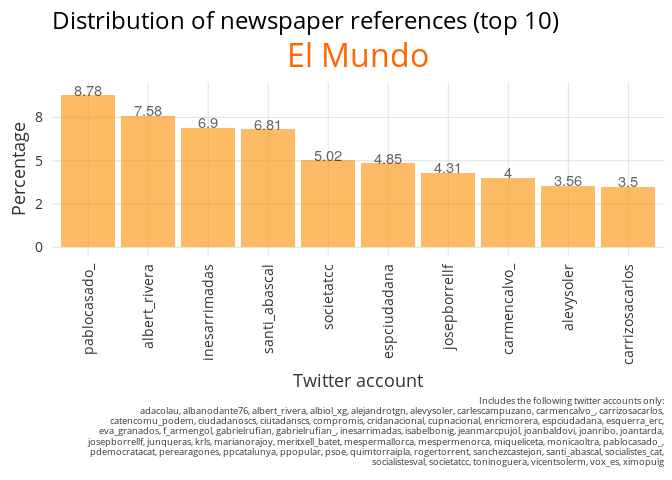 Distribution of newspaper references (top 10)
El Mundo
8.78
7.58
6.9
6.81
5.02
4.85
4.31
4
3.56
3.5
Percentage
8
5
2
0
pablocasado_
albert_rivera
inesarrimadas
santi_abascal
societatcc
espciudadana
josepborrellf
carmencalvo_
alevysoler
carrizosacarlos
Twitter account
Includes the following twitter accounts only:
adacolau, albanodante76, albert_rivera, albiol_xg, alejandrotgn, alevysoler, carlescampuzano, carmencalvo_, carrizosacarlos,
catencomu_podem, ciudadanoscs, ciutadanscs, compromis, cridanacional, cupnacional, enricmorera, espciudadana, esquerra_erc,
eva_granados, f_armengol, gabrielrufian, gabrielrufian_, inesarrimadas, isabelbonig, jeanmarcpujol, joanbaldovi, joanribo, joantarda,
josepborrellf, junqueras, krls, marianorajoy, meritxell_batet, mespermallorca, mespermenorca, miqueliceta, monicaoltra, pablocasado_,
pdemocratacat, perearagones, ppcatalunya, ppopular, psoe, quimtorraipla, rogertorrent, sanchezcastejon, santi_abascal, socialistes_cat,
socialistesval, societatcc, toninoguera, vicentsolerm, vox_es, ximopuig